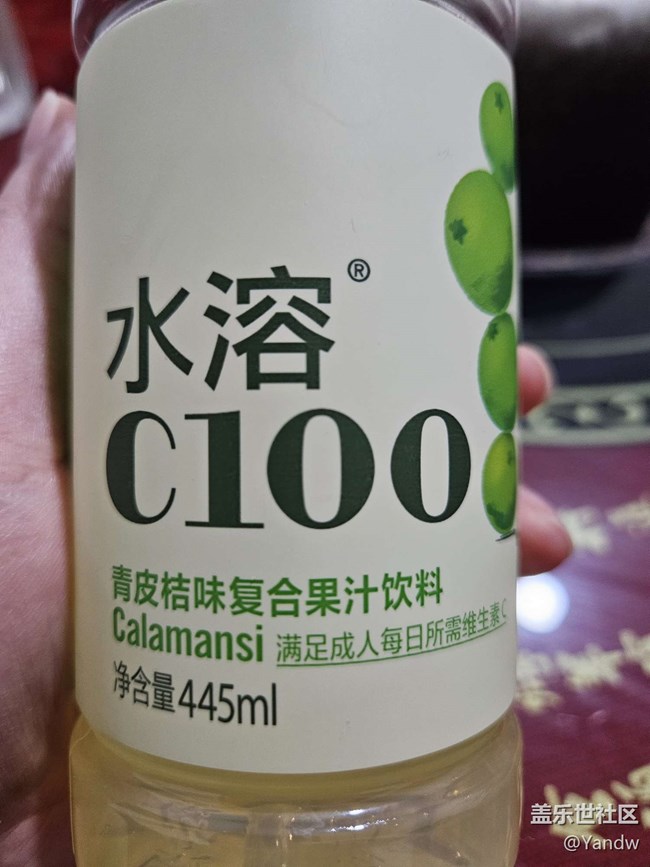 水溶®
C100
青皮桔味复合果汁饮料
Calamansi 满足成人每日所需维生素C
净含量445ml
盖乐世社区
@Yandw